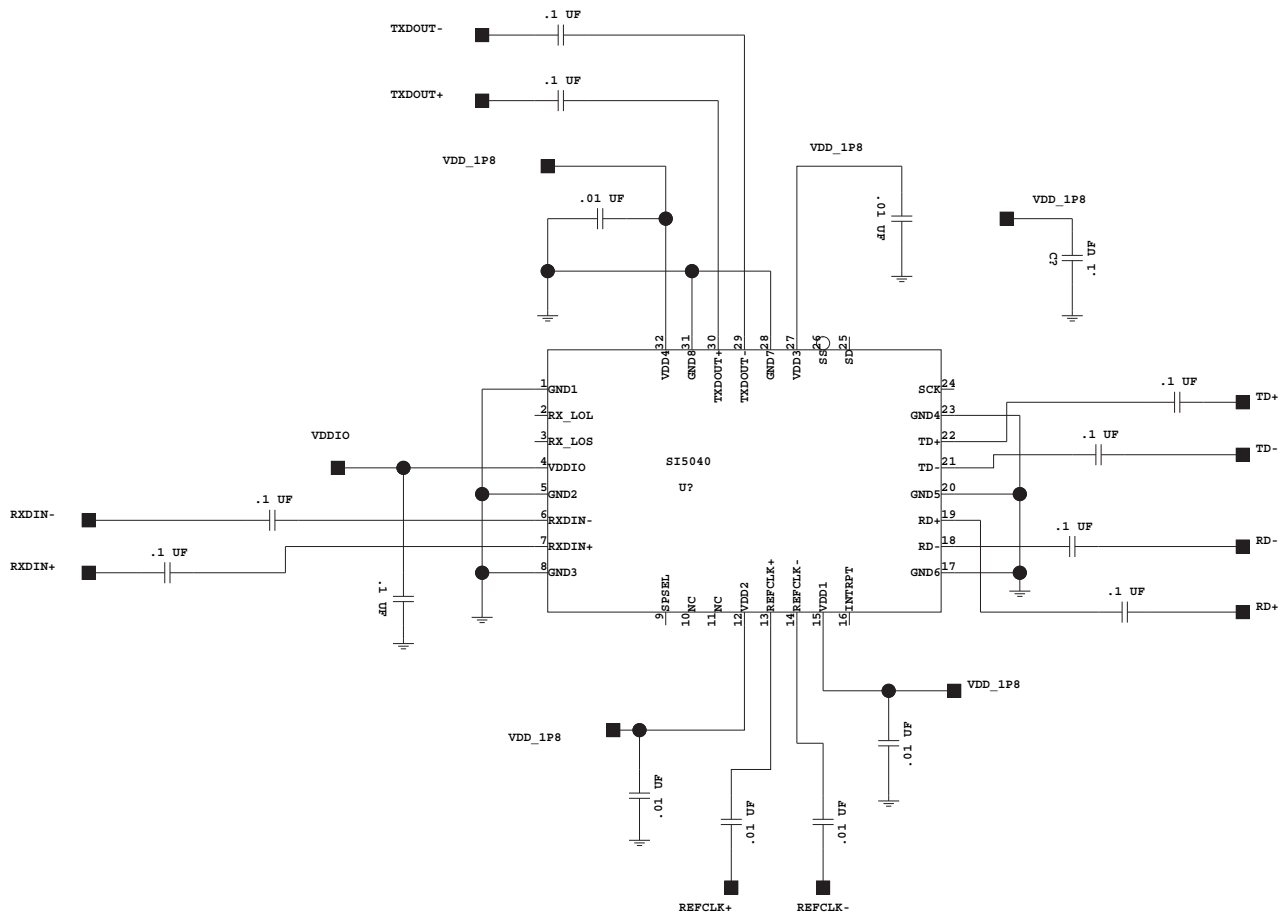 .1 UF
TXDOUT-
.1 UF
TXDOUT+
VDD_1P8
VDD_1P8
.01 UF
.01 UF
VDD_1P8
.1 UF
C?
32
31
30
29
28
27
26
25
VDD4
GND8
TXDOUT+
TXDOUT-
GND7
VDD3
SS
SD
1
GND1
SCK
24
2
RX_LOL
GND4
23
3
RX_LOS
TD+
22
4
VDDIO
TD-
21
5
GND2
GND5
20
6
RXDIN-
RD+
19
7
RXDIN+
RD-
18
8
GND3
GND6
17
SI5040
U?
.1 UF
TD+
.1 UF
TD-
VDDIO
.1 UF
RXDIN-
.1 UF
RXDIN+
.1 UF
RD-
.1 UF
RD+
.1 UF
SPSEL
NC
NC
VDD2
REFCLK+
REFCLK-
VDD1
INTRPT
9
10
11
12
13
14
15
16
VDD_1P8
VDD_1P8
.01 UF
.01 UF
.01 UF
.01 UF
REFCLK+
REFCLK-